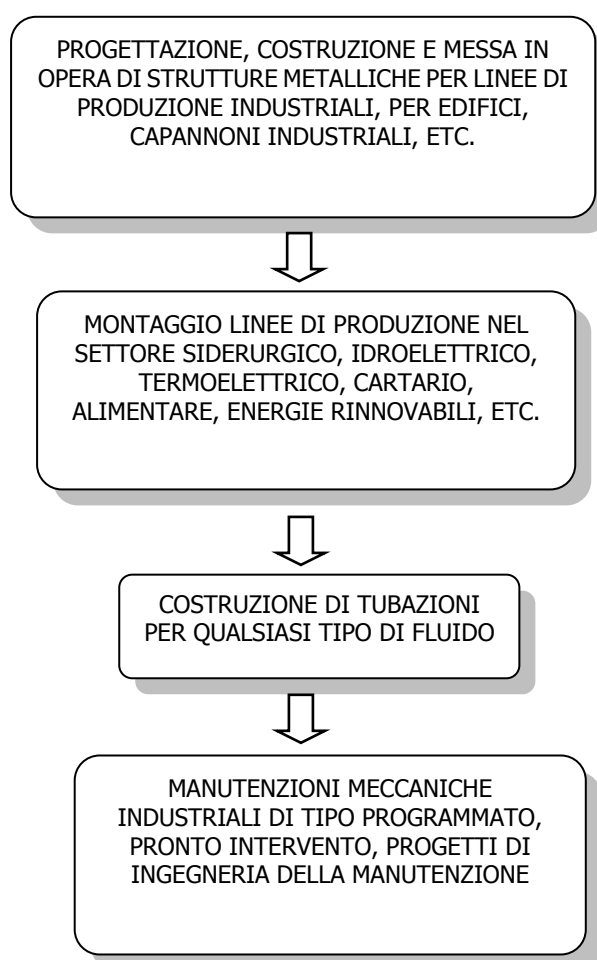 PROGETTAZIONE, COSTRUZIONE E MESSA IN
OPERA DI STRUTTURE METALLICHE PER LINEE DI
PRODUZIONE INDUSTRIALI, PER EDIFICI,
CAPANNONI INDUSTRIALI, ETC.
MONTAGGIO LINEE DI PRODUZIONE NEL
SETTORE SIDERURGICO, IDROELETTRICO,
TERMOELETTRICO, CARTARIO,
ALIMENTARE, ENERGIE RINNOVABILI, ETC.
COSTRUZIONE DI TUBAZIONI
PER QUALSIASI TIPO DI FLUIDO
MANUTENZIONI MECCANICHE
INDUSTRIALI DI TIPO PROGRAMMATO,
PRONTO INTERVENTO, PROGETTI DI
INGEGNERIA DELLA MANUTENZIONE